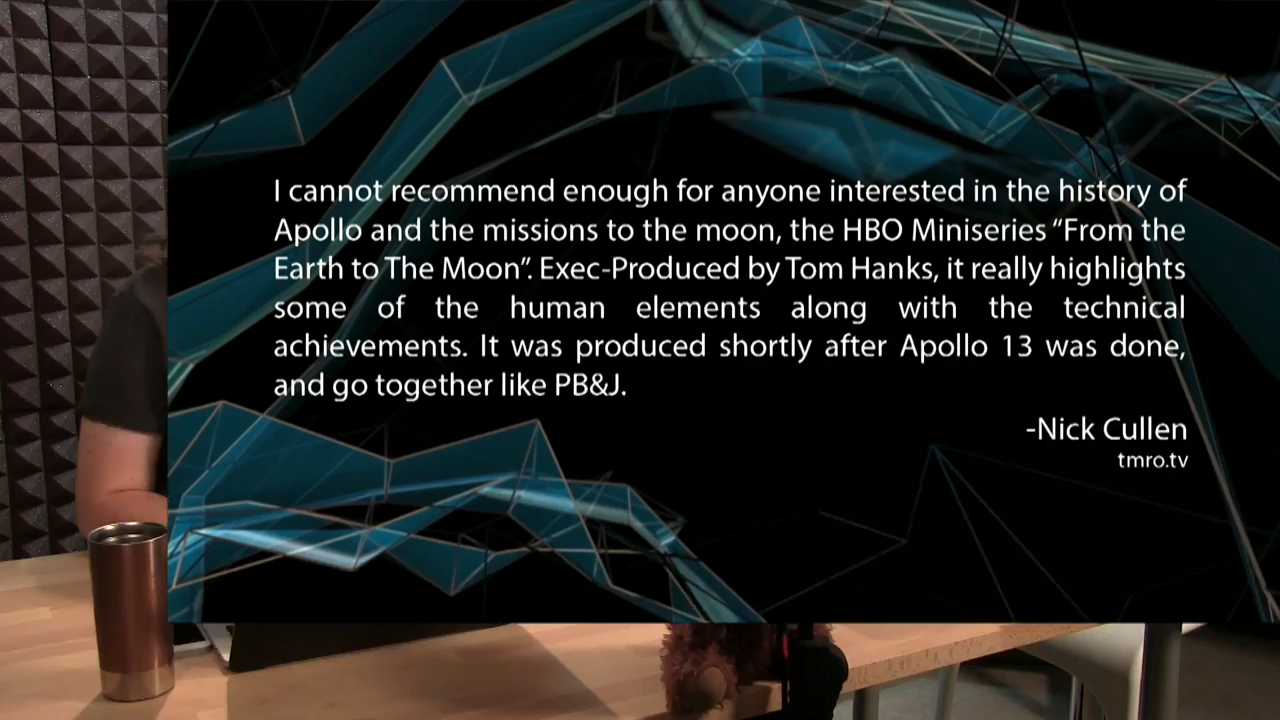 I cannot recommend enough for anyone interested in the history of
Apollo and the missions to the moon, the HBO Miniseries “From the
Earth to The Moon”. Exec-Produced by Tom Hanks, it really highlights
some of the human elements along with the technical
achievements. It was produced shortly after Apollo 13 was done,
and go together like PB&J.
-Nick Cullen
tmro.tv